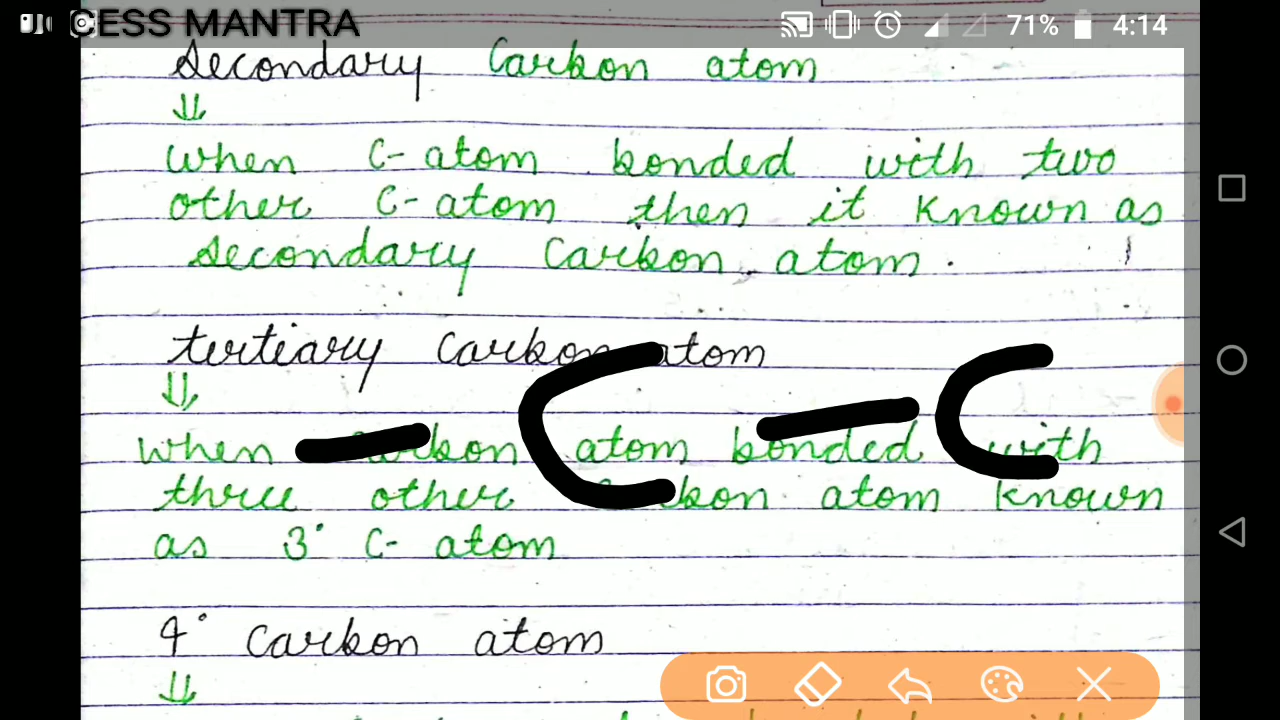 CESS MANTRA 71% 4:14
secondary Carbon atom
when C-atom bonded with two
other C-atom then it known as
secondary Carbon atom.
tertiary carbon atom
— C — C
when carbon atom bonded with
three other carbon atom known
as 3° C- atom
4° carbon atom